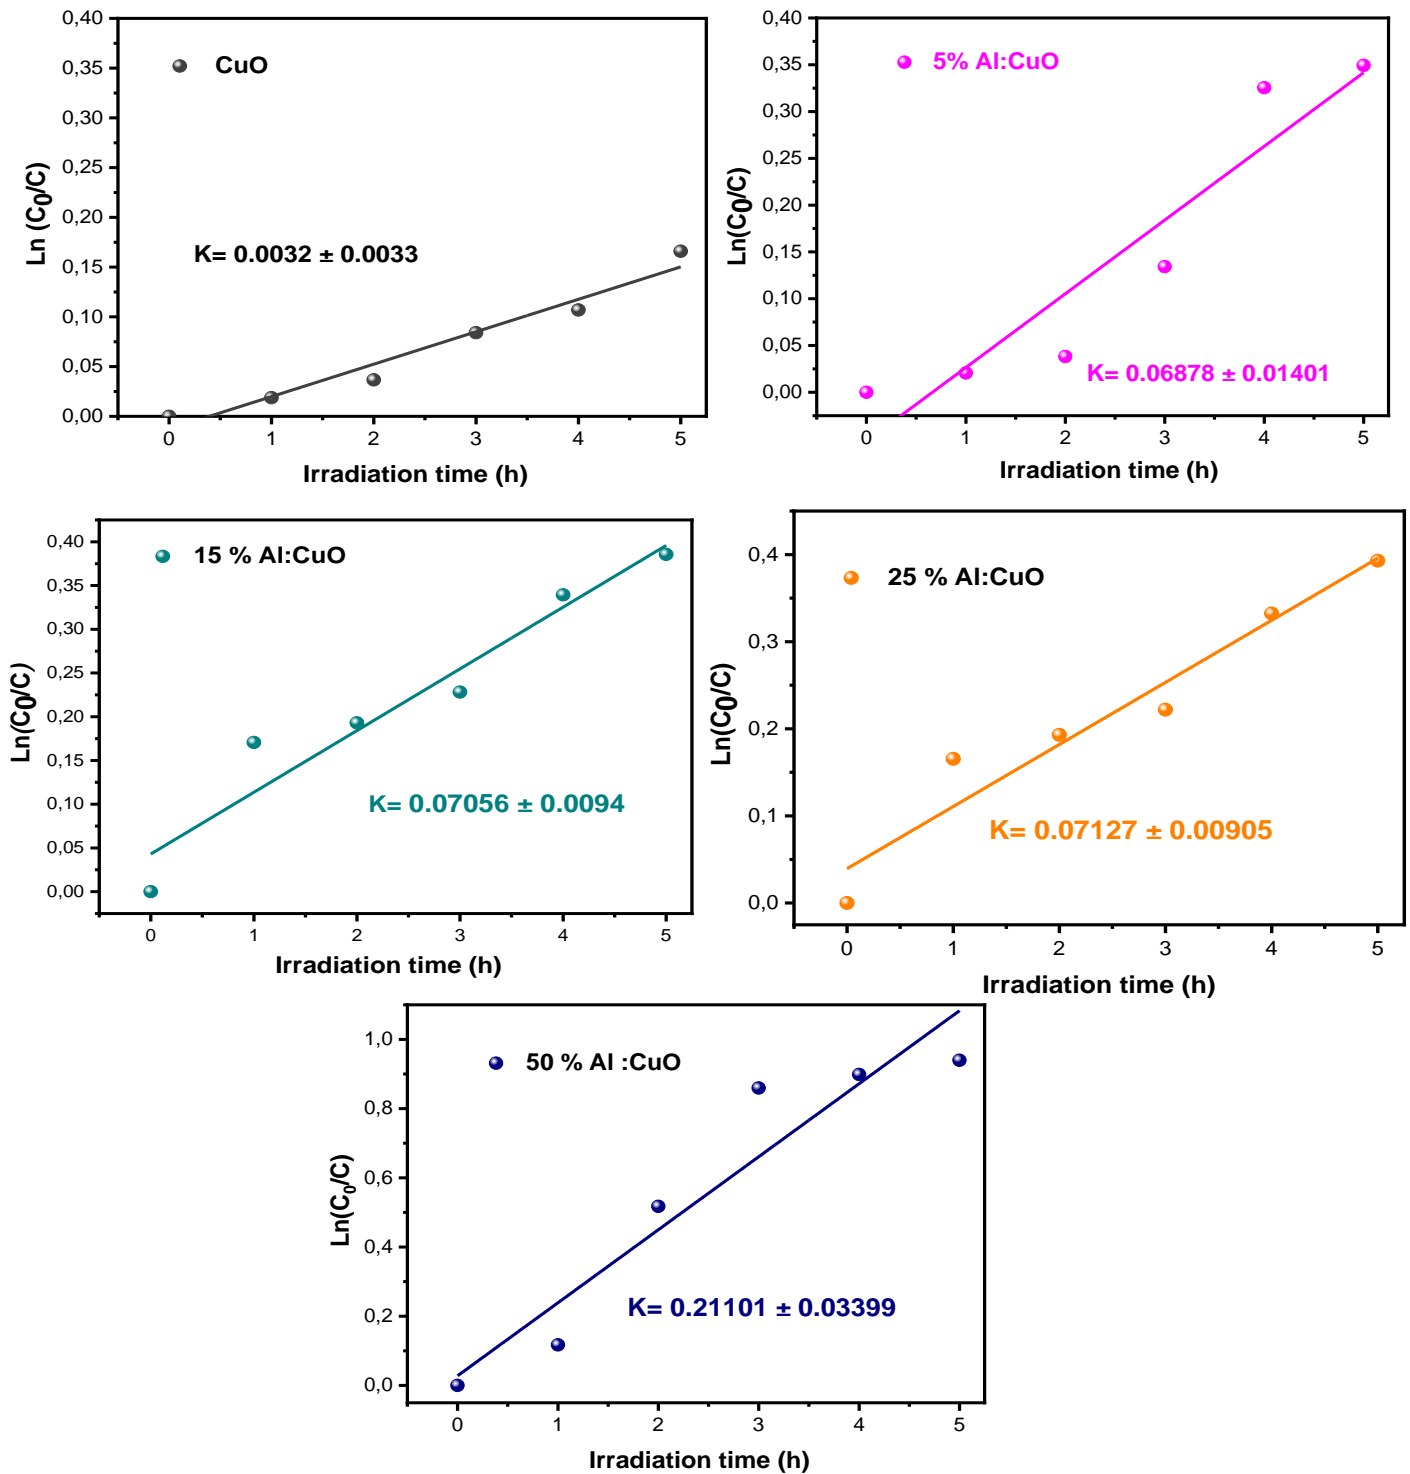 0,40
0,35
0,30
0,25
0,20
0,15
0,10
0,05
0,00
Ln (C0/C)
CuO
K= 0.0032 ± 0.0033
0 1 2 3 4 5
Irradiation time (h)
0,40
0,35
0,30
0,25
0,20
0,15
0,10
0,05
0,00
Ln(C0/C)
5% Al:CuO
K= 0.06878 ± 0.01401
0 1 2 3 4 5
Irradiation time (h)
0,40
0,35
0,30
0,25
0,20
0,15
0,10
0,05
0,00
Ln(C0/C)
15 % Al:CuO
K= 0.07056 ± 0.0094
0 1 2 3 4 5
Irradiation time (h)
0,4
0,3
0,2
0,1
0,0
Ln(C0/C)
25 % Al:CuO
K= 0.07127 ± 0.00905
0 1 2 3 4 5
Irradiation time (h)
1,0
0,8
0,6
0,4
0,2
0,0
Ln(C₀/C)
50 % Al :CuO
K= 0.21101 ± 0.03399
0 1 2 3 4 5
Irradiation time (h)